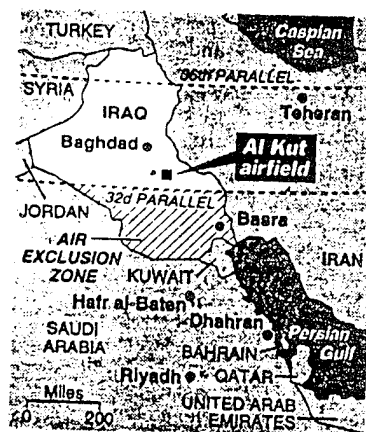 TURKEY
Caspian
Sea
36th PARALLEL
SYRIA
Teheran
IRAQ
Baghdad
Al Kut
airfield
32d PARALLEL
JORDAN
Basra
AIR
EXCLUSION
ZONE
IRAN
KUWAIT
Hafr al-Baten
Dhahran
SAUDI
ARABIA
Persian
Gulf
BAHRAIN
Riyadh
QATAR
Miles
0 200
UNITED ARAB
EMIRATES